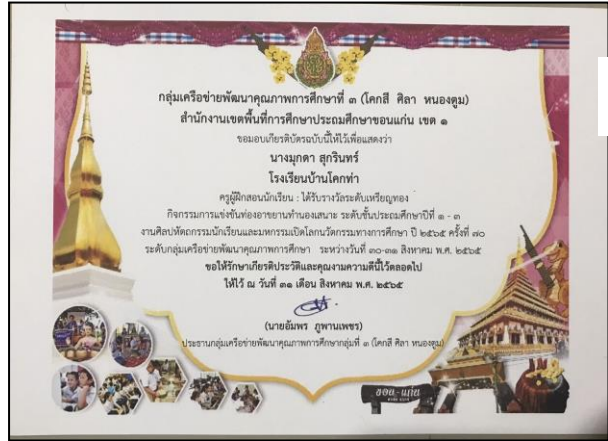 กลุ่มเครือข่ายพัฒนาคุณภาพการศึกษาที่ ๓ (โคกสี ศิลา หนองตูม)
สำนักงานเขตพื้นที่การศึกษาประถมศึกษาขอนแก่น เขต ๑
ขอมอบเกียรติบัตรฉบับนี้ไว้เพื่อแสดงว่า
นางมุกดา สุกรินทร์
โรงเรียนบ้านโคกท่า
ครูผู้ฝึกสอนนักเรียน : ได้รับรางวัลระดับเหรียญทอง
กิจกรรมการแข่งขันท่องอาขยานทำนองเสนาะ ระดับชั้นประถมศึกษาปีที่ ๑ - ๓
งานศิลปหัตถกรรมนักเรียนและมหกรรมเปิดโลกนวัตกรรมทางการศึกษา ปี ๒๕๖๕ ครั้งที่ ๗๐
ระดับกลุ่มเครือข่ายพัฒนาคุณภาพการศึกษา ระหว่างวันที่ ๓๐-๓๑ สิงหาคม พ.ศ. ๒๕๖๕
ขอให้รักษาเกียรติประวัติและคุณงามความดีนี้ไว้ตลอดไป
ให้ไว้ ณ วันที่ ๓๑ เดือน สิงหาคม พ.ศ. ๒๕๖๕
(นายอัมพร ภูพานเพชร)
ประธานกลุ่มเครือข่ายพัฒนาคุณภาพการศึกษากลุ่มที่ ๓ (โคกสี ศิลา หนองตูม)
ขอน-แก่น